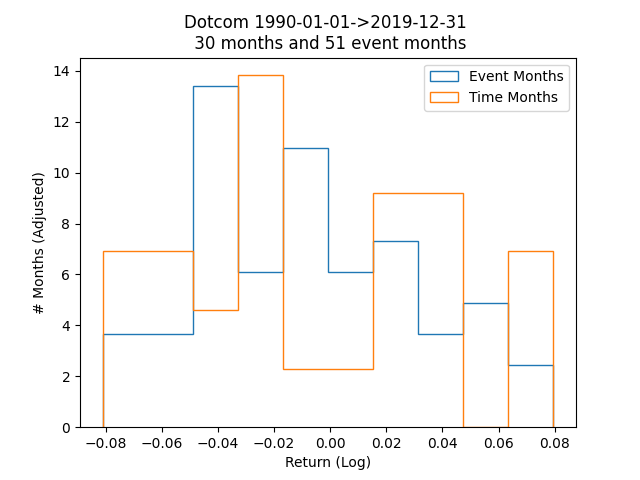 Dotcom 1990-01-01->2019-12-31
30 months and 51 event months
Event Months
Time Months
14
12
10
8
6
4
2
0
# Months (Adjusted)
−0.08 −0.06 −0.04 −0.02 0.00 0.02 0.04 0.06 0.08
Return (Log)